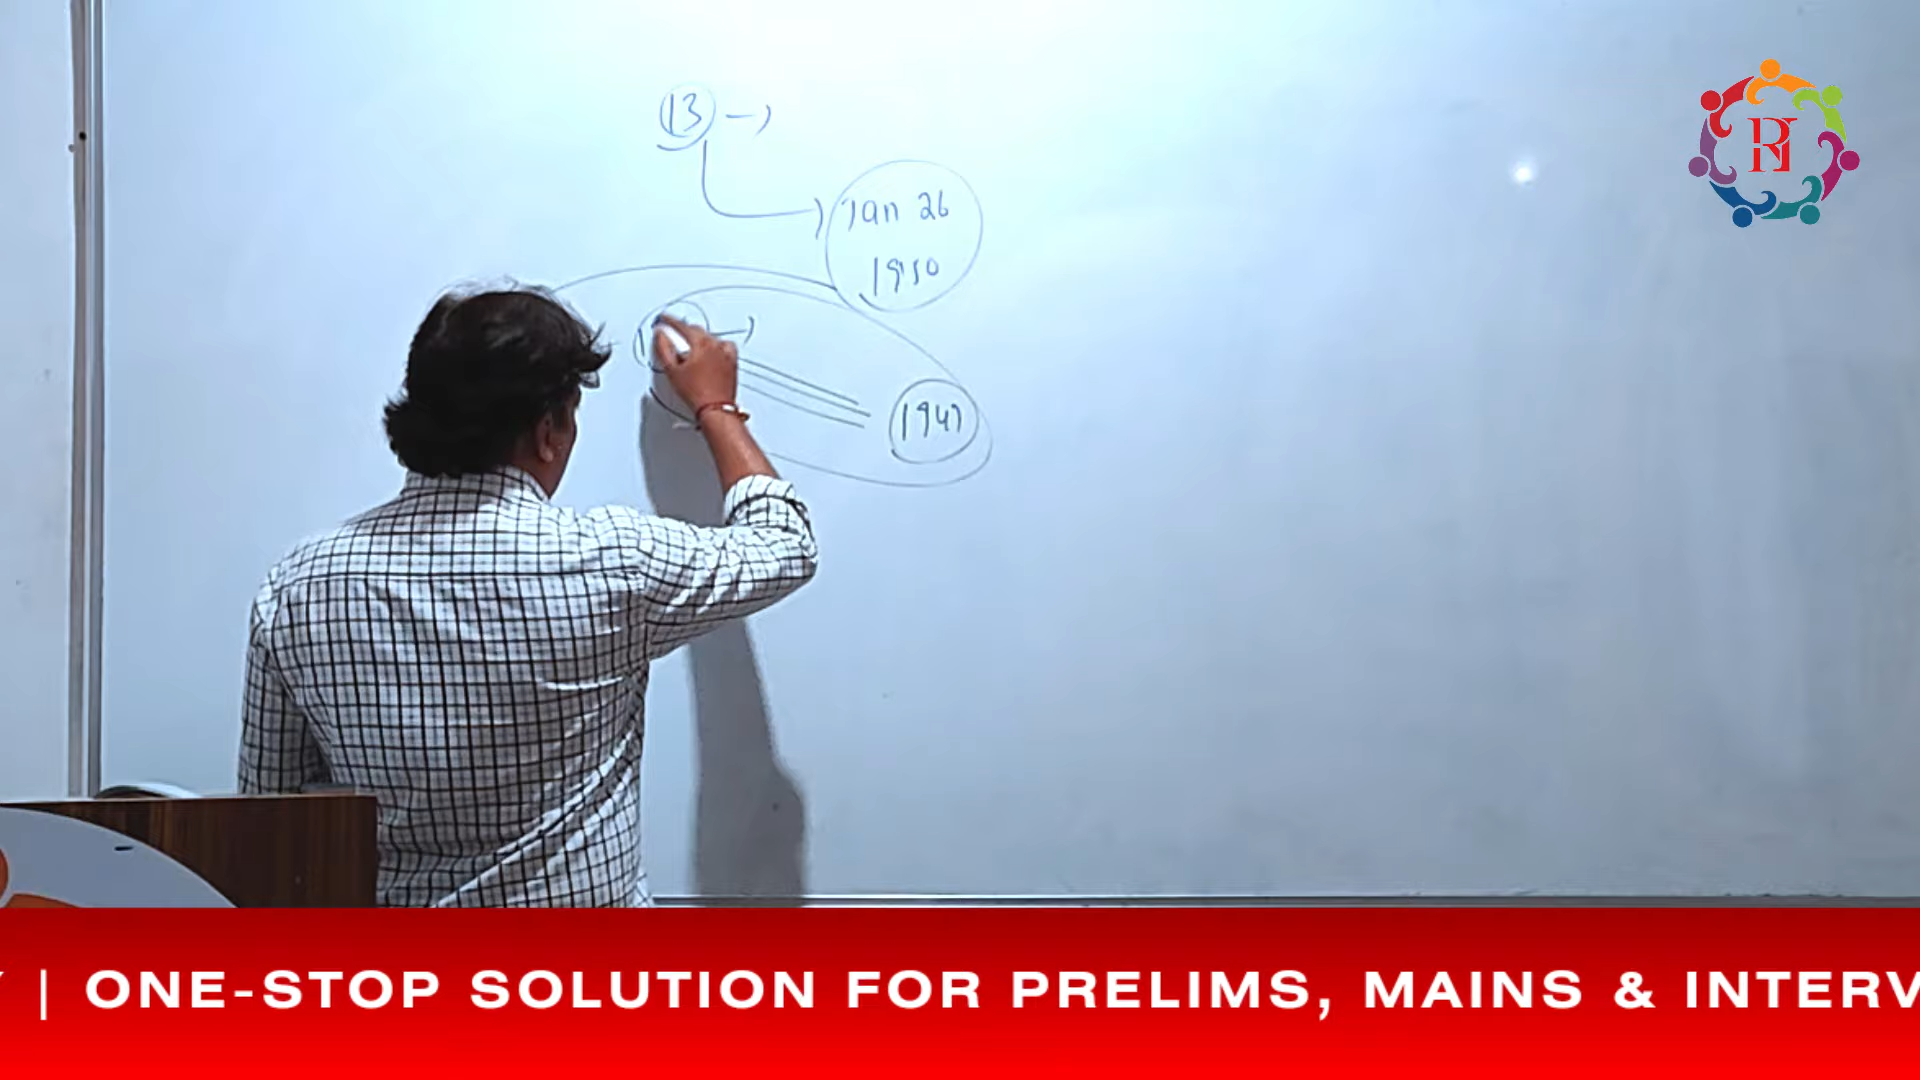 13 →
Jan 26
1950
1947
| ONE-STOP SOLUTION FOR PRELIMS, MAINS & INTERV